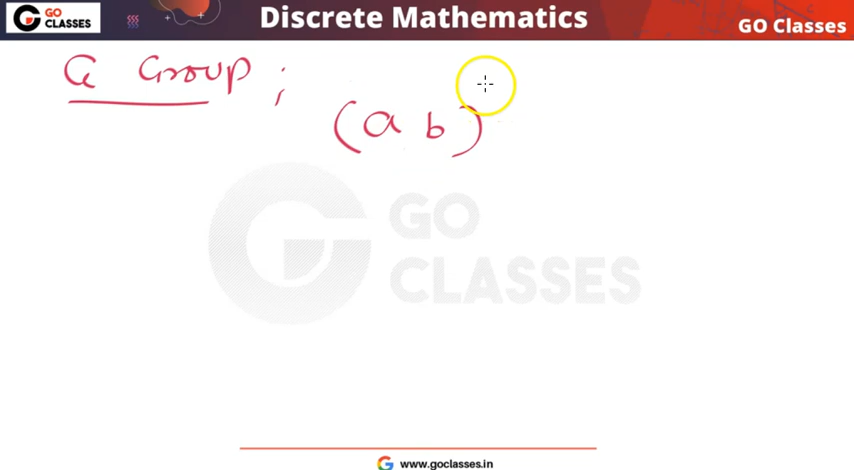 GO
CLASSES
Discrete Mathematics
GO Classes
G Group ;
(a b)
GO
CLASSES
www.goclasses.in